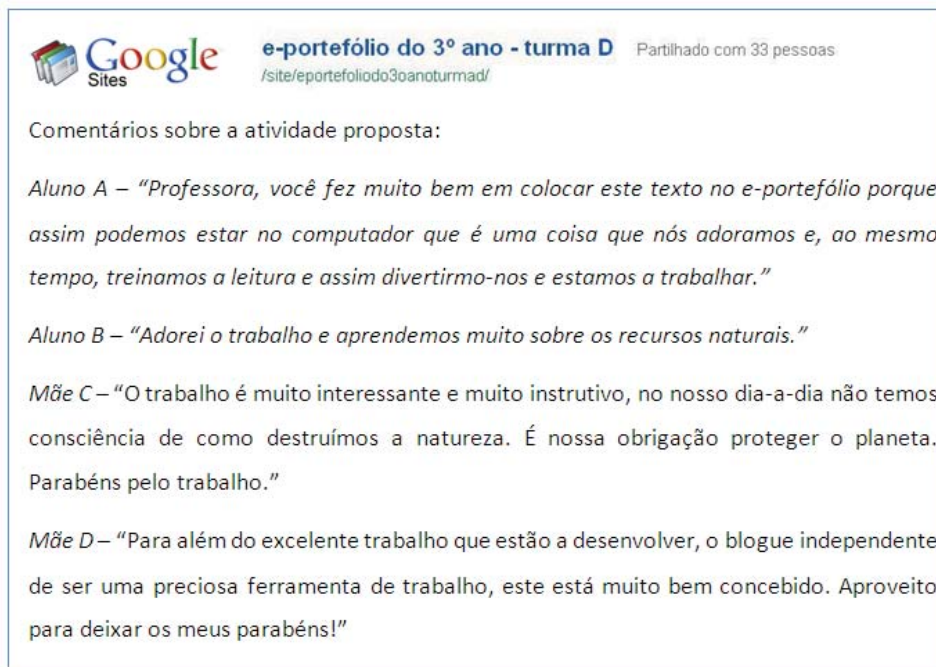 Google Sites
e-portefólio do 3º ano - turma D Partilhado com 33 pessoas
/site/eportefoliodo3oanoturmad/
Comentários sobre a atividade proposta:
Aluno A – “Professora, você fez muito bem em colocar este texto no e-portefólio porque
assim podemos estar no computador que é uma coisa que nós adoramos e, ao mesmo
tempo, treinamos a leitura e assim divertirmo-nos e estamos a trabalhar.”
Aluno B – “Adorei o trabalho e aprendemos muito sobre os recursos naturais.”
Mãe C – “O trabalho é muito interessante e muito instrutivo, no nosso dia-a-dia não temos
consciência de como destruímos a natureza. É nossa obrigação proteger o planeta.
Parabéns pelo trabalho.”
Mãe D – “Para além do excelente trabalho que estão a desenvolver, o blogue independente
de ser uma preciosa ferramenta de trabalho, este está muito bem concebido. Aproveito
para deixar os meus parabéns!”